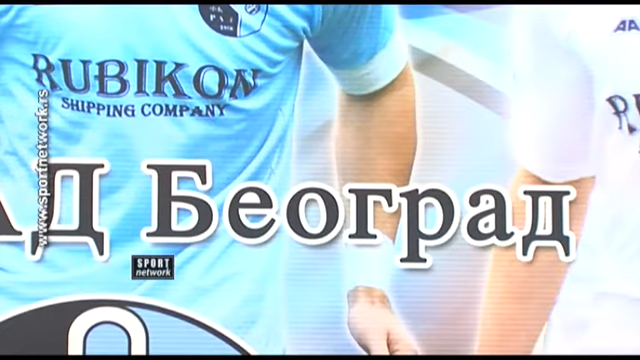 RUBIKON
SHIPPING COMPANY
АД Београд
www.sportnetwork.rs
SPORT
network